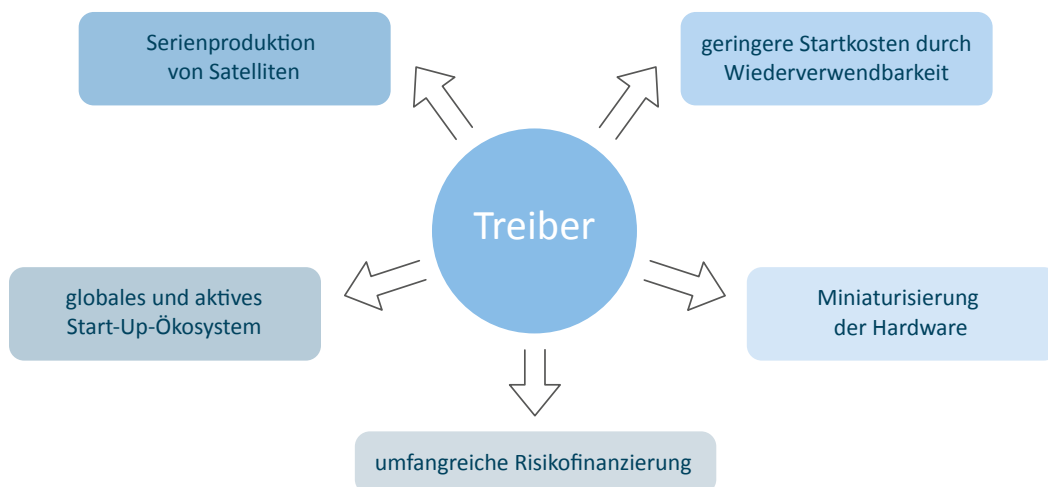 Serienproduktion
von Satelliten
geringere Startkosten durch
Wiederverwendbarkeit
Treiber
globales und aktives
Start-Up-Ökosystem
Miniaturisierung
der Hardware
umfangreiche Risikofinanzierung